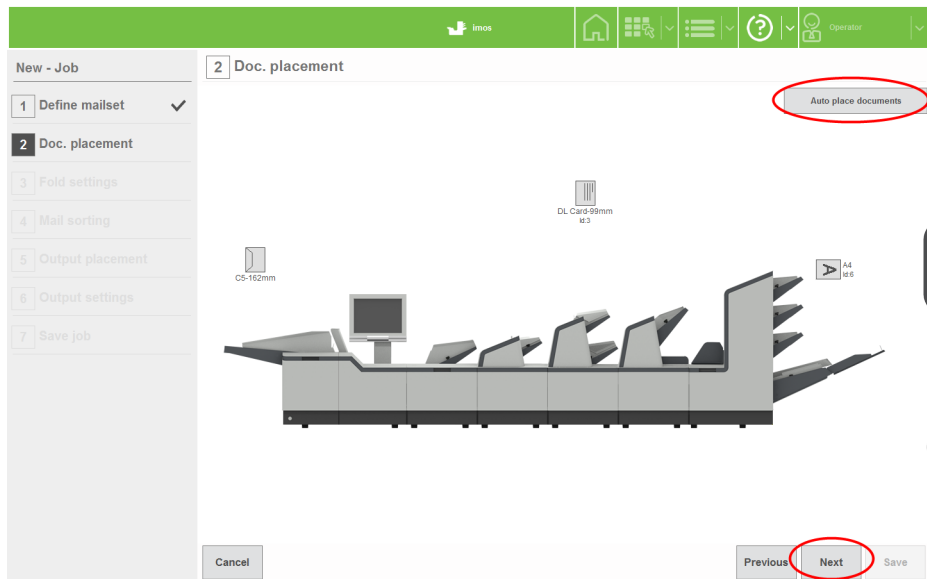 imos
Operator
New - Job
1 Define mailset
2 Doc. placement
3 Fold settings
4 Mail sorting
5 Output placement
6 Output settings
7 Save job
2 Doc. placement
Auto place documents
DL Card-99mm
Id:3
C5-162mm
A4
Id:6
Cancel
Previous
Next
Save